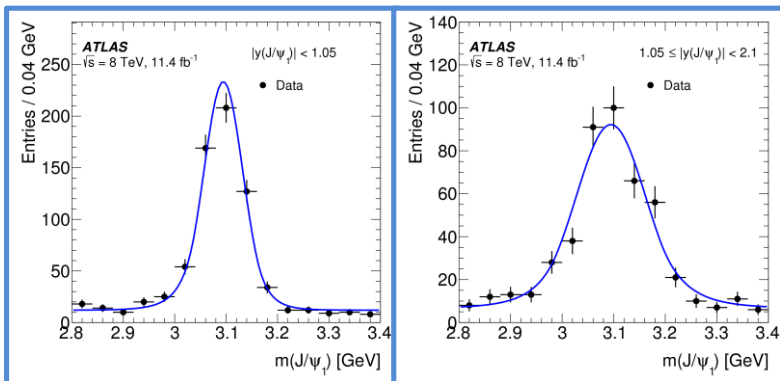 Entries / 0.04 GeV
250
200
150
100
50
0
ATLAS
√s = 8 TeV, 11.4 fb⁻¹
|y(J/ψ₁)| < 1.05
Data
2.8 2.9 3 3.1 3.2 3.3 3.4
m(J/ψ₁) [GeV]
Entries / 0.04 GeV
140
120
100
80
60
40
20
0
ATLAS
√s = 8 TeV, 11.4 fb⁻¹
1.05 ≤ |y(J/ψ₁)| < 2.1
Data
2.8 2.9 3 3.1 3.2 3.3 3.4
m(J/ψ₁) [GeV]